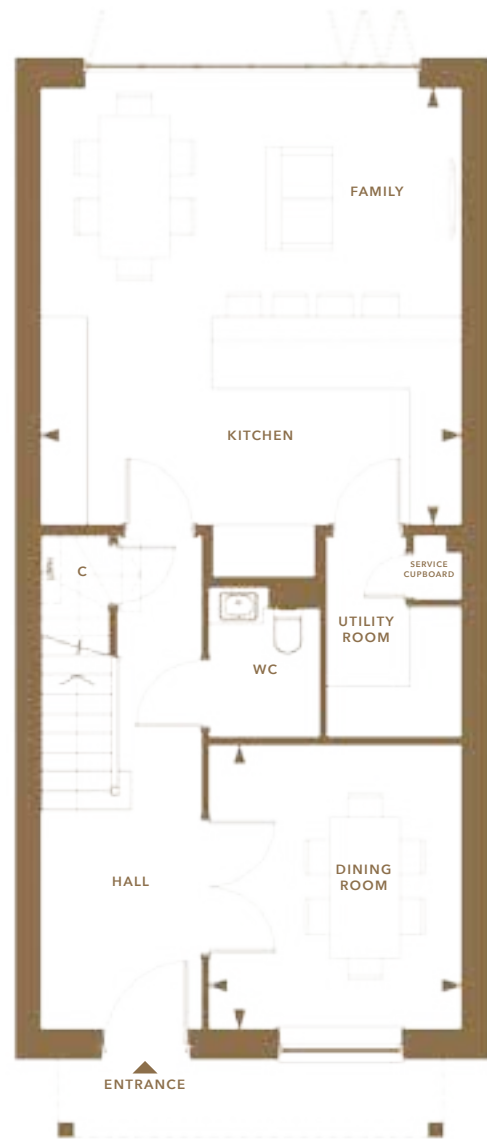 FAMILY
KITCHEN
C
SERVICE
CUPBOARD
UTILITY
ROOM
WC
HALL
DINING
ROOM
ENTRANCE